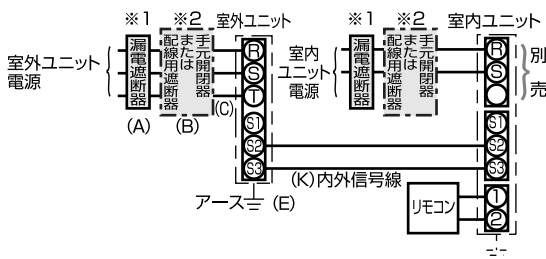 ※1
※2
室外ユニット
※1
※2
室内ユニット
室外ユニット
電源
漏電遮断器
手元開閉器
または
配線用遮断器
R
S
T
S1
S2
S3
(A)
(B)
(C)
室内
ユニット
電源
漏電遮断器
手元開閉器
または
配線用遮断器
R
S
別売
S1
S2
S3
(K)内外信号線
アース
(E)
リモコン
1
2